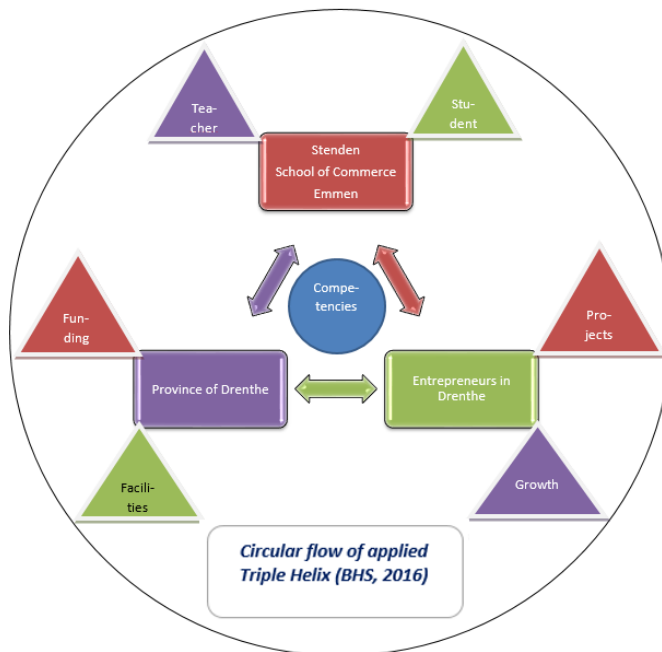 Tea-
cher
Stu-
dent
Stenden
School of Commerce
Emmen
Compe-
tencies
Fun-
ding
Pro-
jects
Province of Drenthe
Entrepreneurs in
Drenthe
Facili-
ties
Growth
Circular flow of applied
Triple Helix (BHS, 2016)